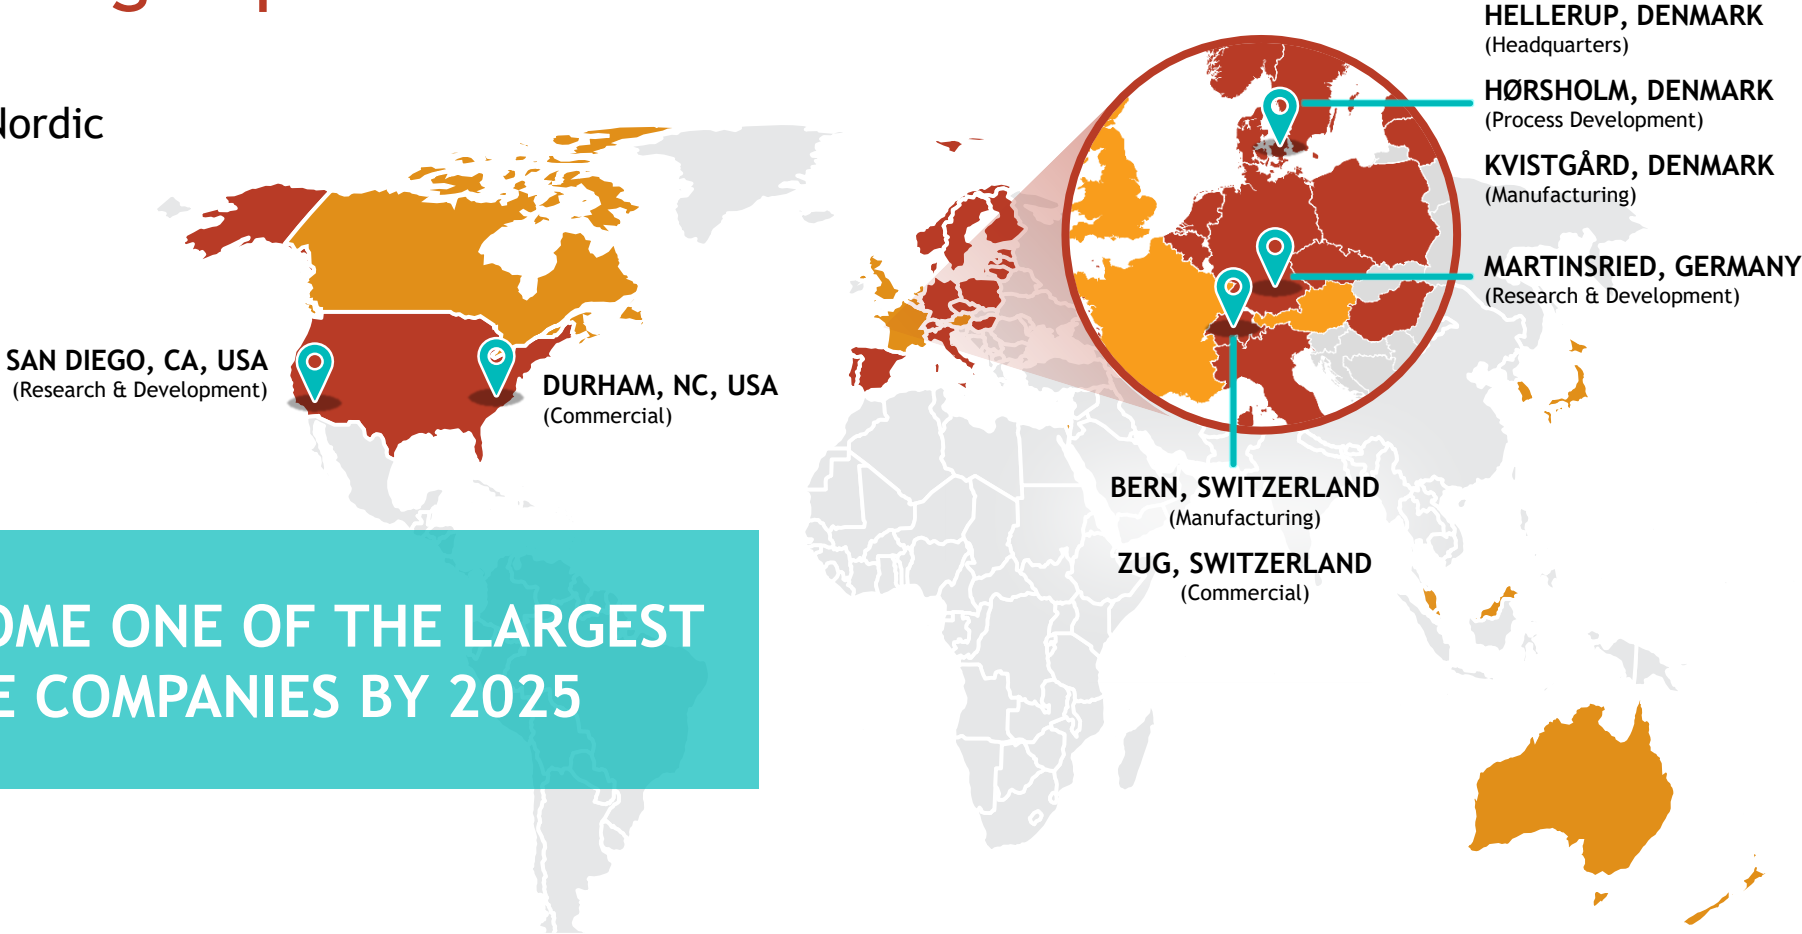 Nordic
HELLERUP, DENMARK
(Headquarters)
HØRSHOLM, DENMARK
(Process Development)
KVISTGÅRD, DENMARK
(Manufacturing)
MARTINSRIED, GERMANY
(Research & Development)
SAN DIEGO, CA, USA
(Research & Development)
DURHAM, NC, USA
(Commercial)
BERN, SWITZERLAND
(Manufacturing)
ZUG, SWITZERLAND
(Commercial)
OME ONE OF THE LARGEST
E COMPANIES BY 2025